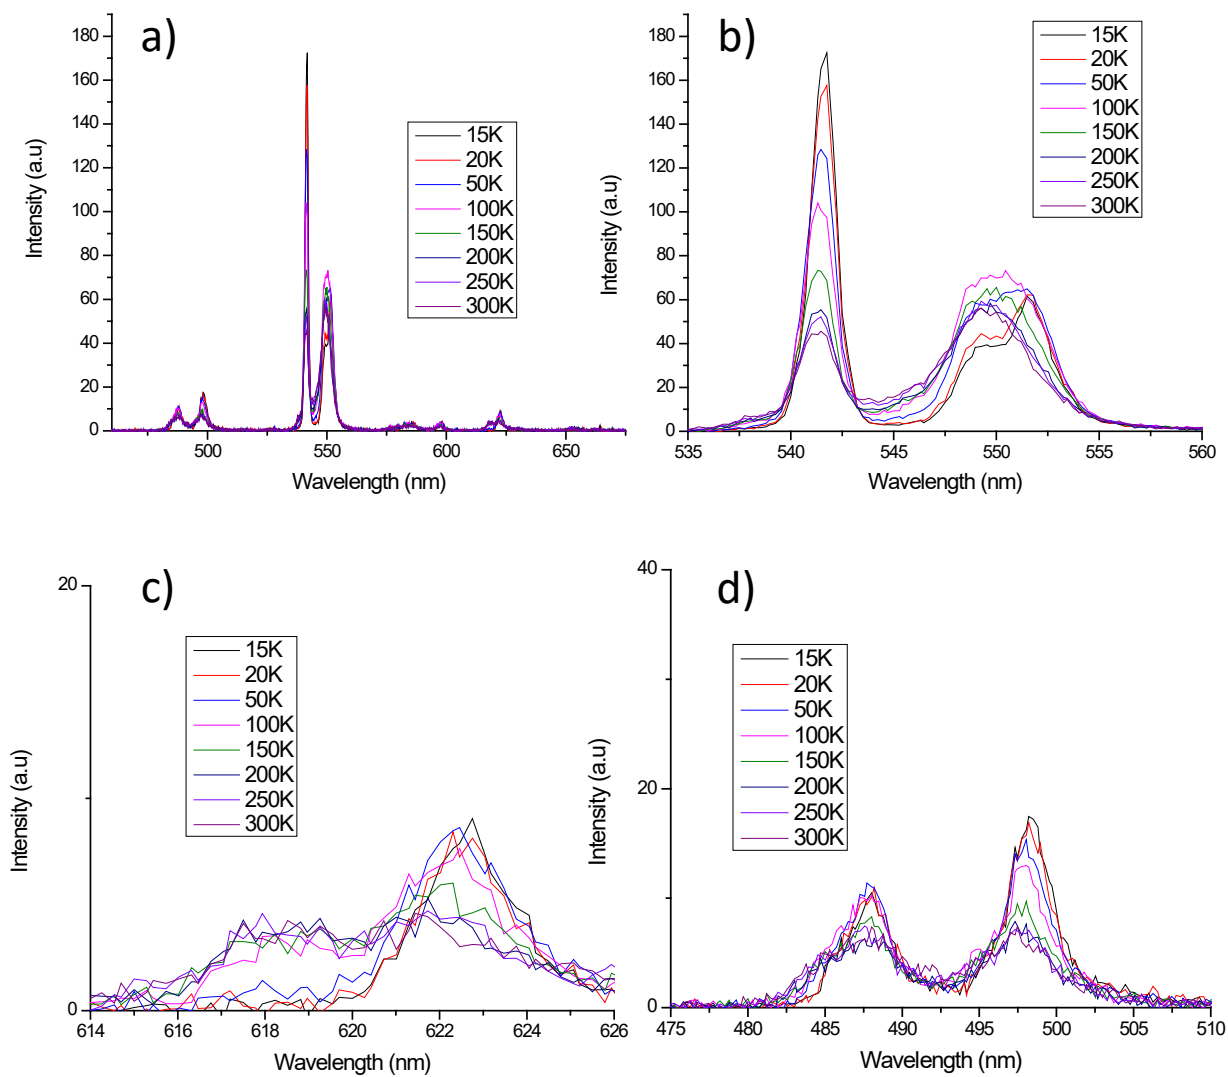 a)
180
160
140
120
100
80
60
40
20
0
500
550
600
650
Intensity (a.u)
Wavelength (nm)
15K
20K
50K
100K
150K
200K
250K
300K
b)
180
160
140
120
100
80
60
40
20
0
535
540
545
550
555
560
Intensity (a.u)
Wavelength (nm)
15K
20K
50K
100K
150K
200K
250K
300K
c)
20
0
614
616
618
620
622
624
626
Intensity (a.u)
Wavelength (nm)
15K
20K
50K
100K
150K
200K
250K
300K
d)
40
20
0
475
480
485
490
495
500
505
510
Intensity (a.u)
Wavelength (nm)
15K
20K
50K
100K
150K
200K
250K
300K